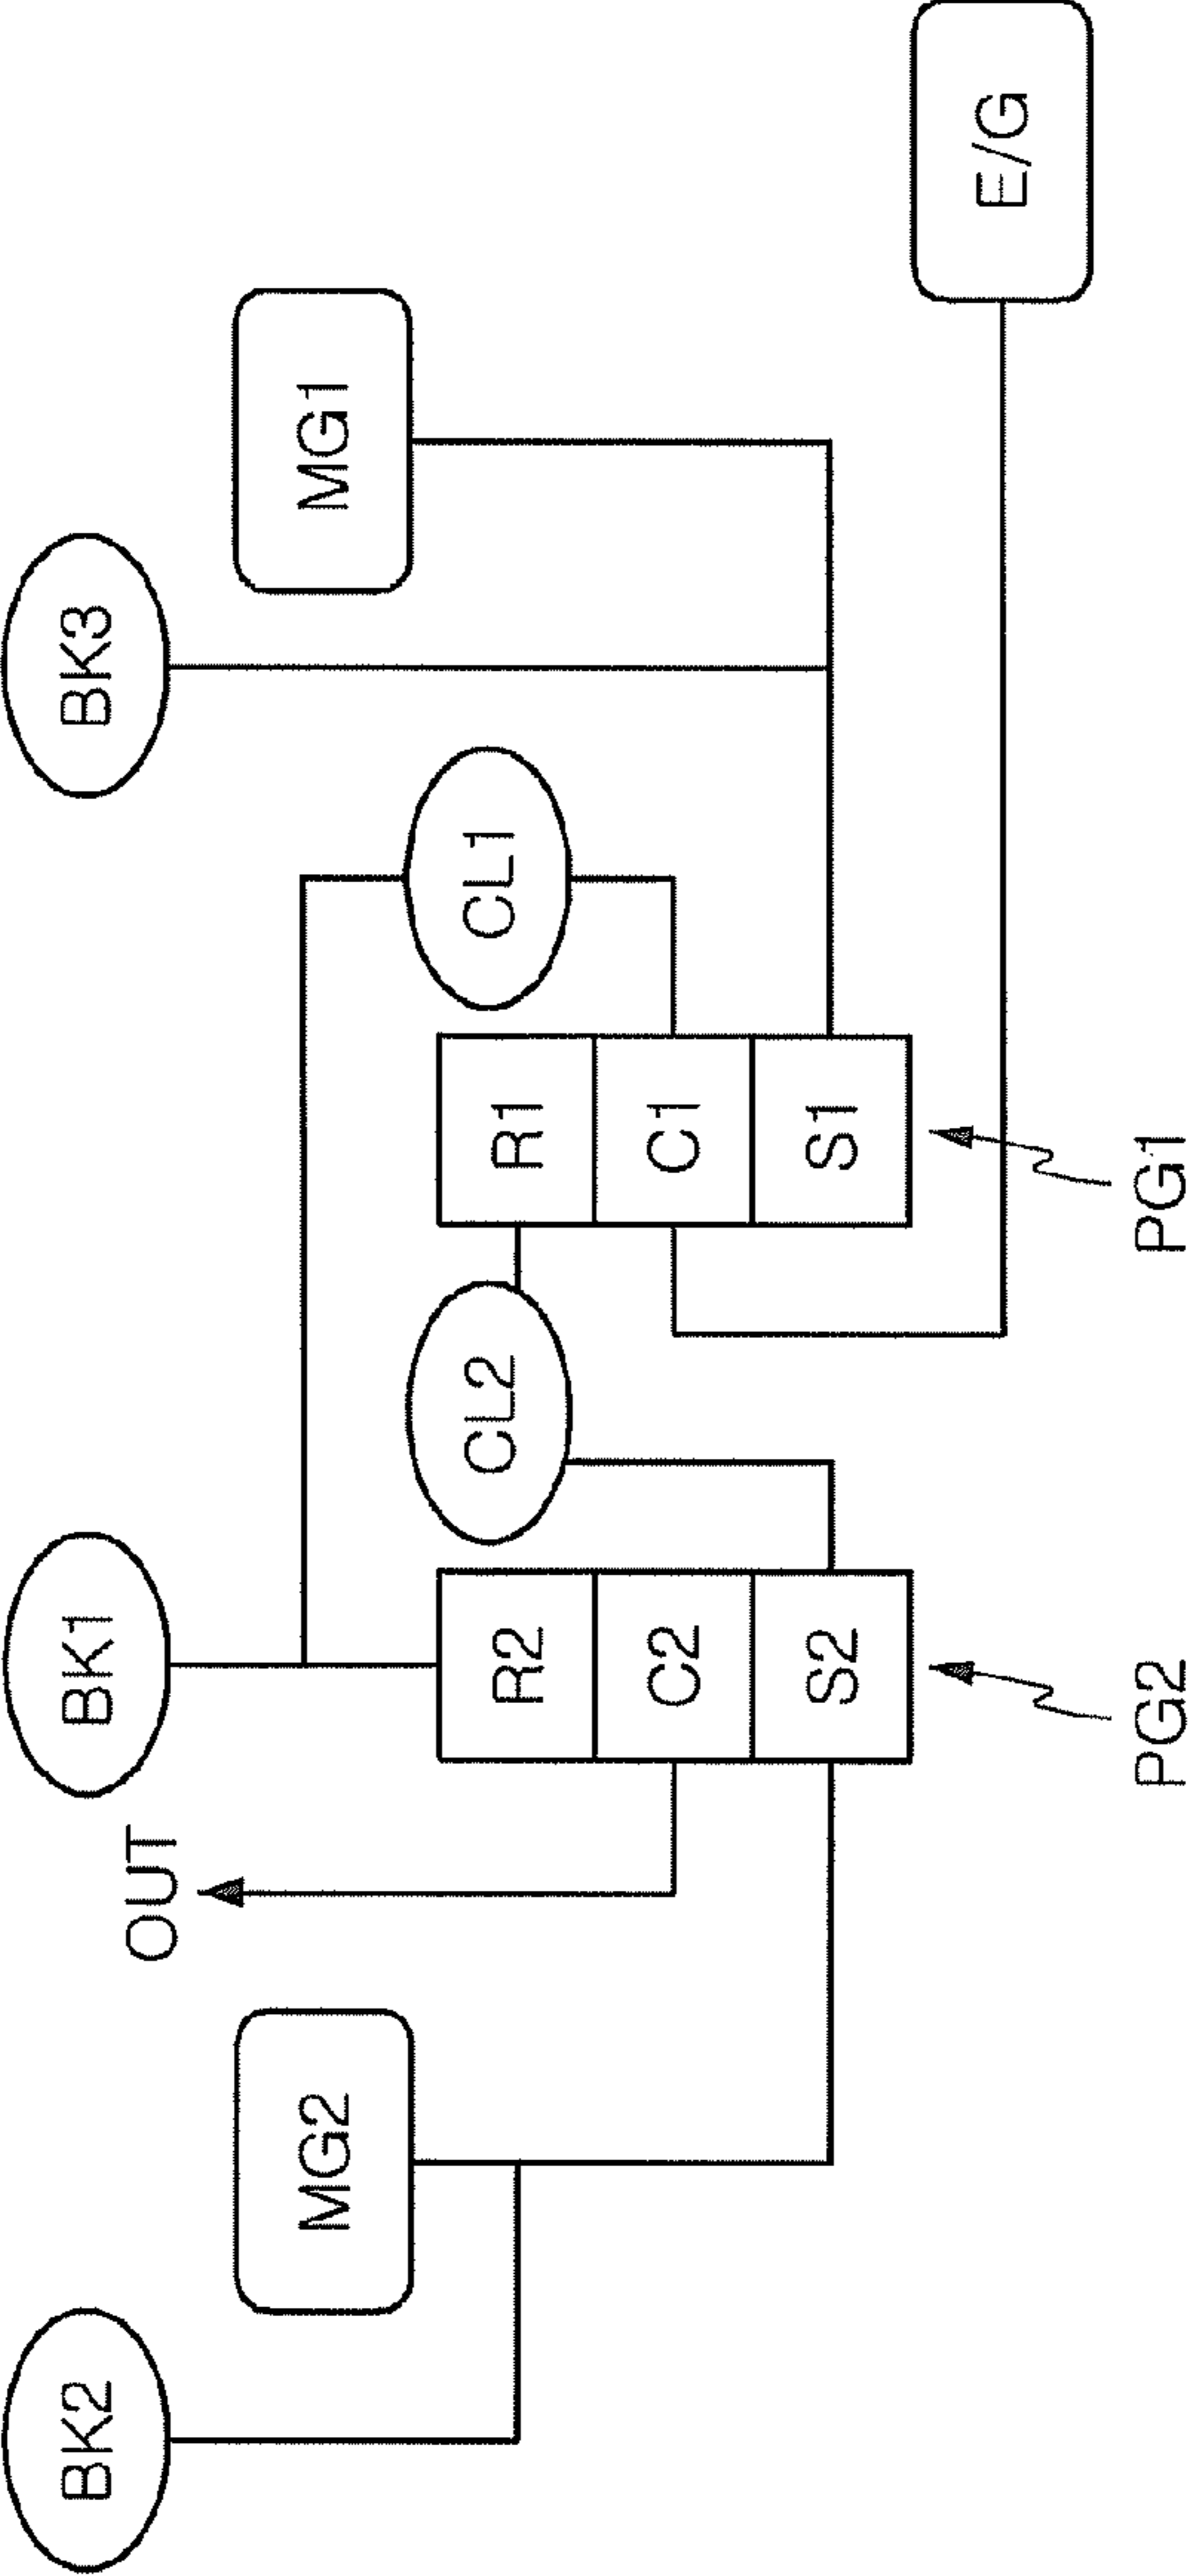 BK2
BK1
BK3
OUT
MG2
MG1
CL2
CL1
R2
R1
C2
C1
S2
S1
E/G
PG2
PG1